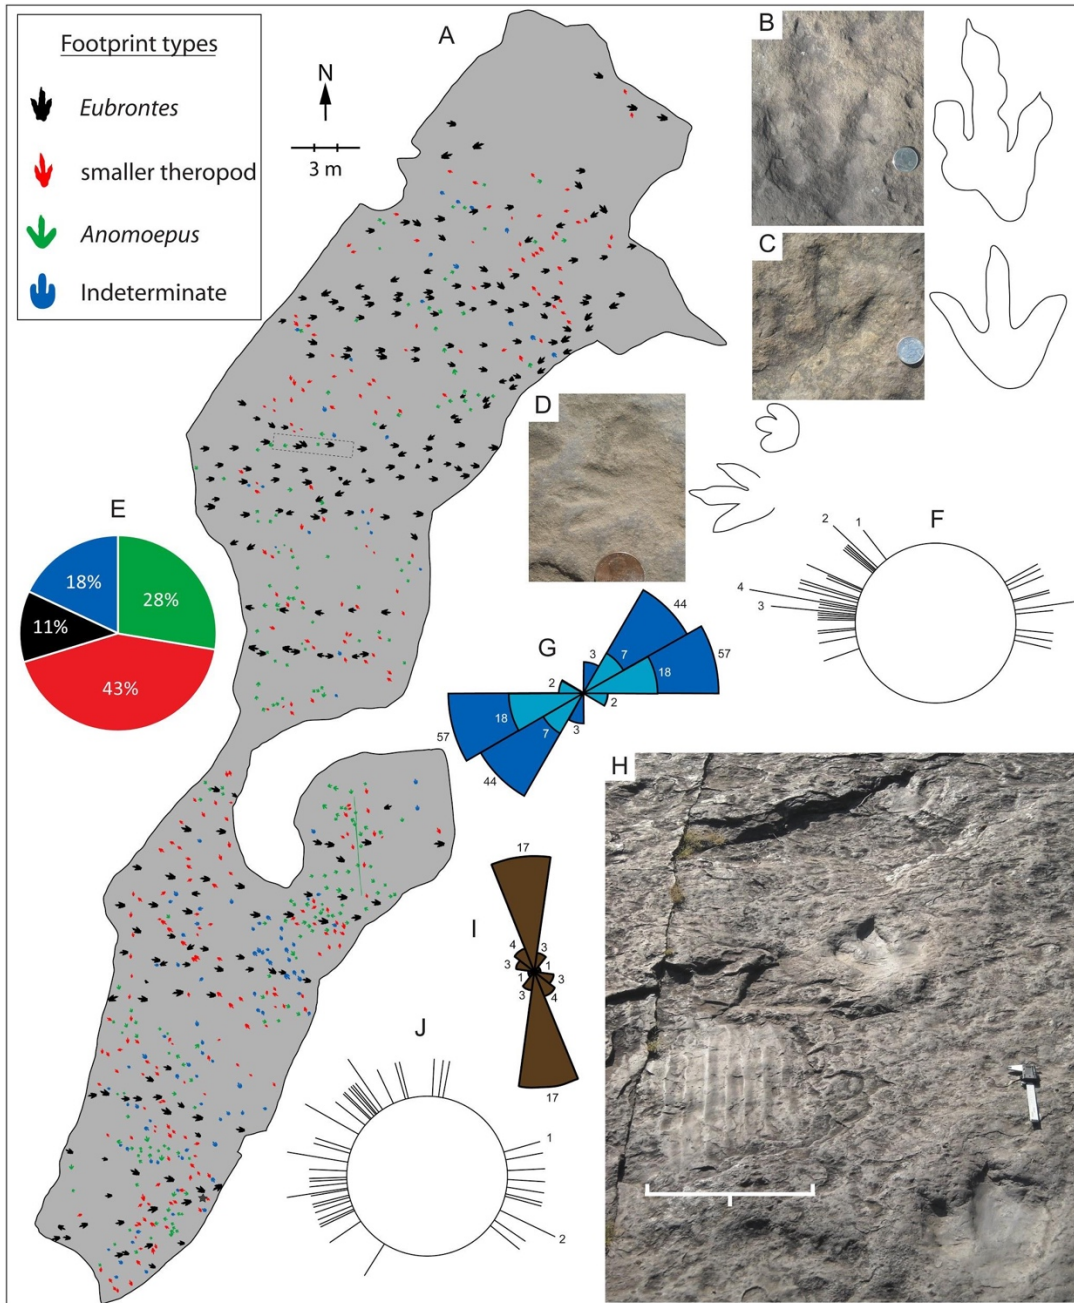 Footprint types
Eubrontes
smaller theropod
Anomoepus
Indeterminate
A
N
3 m
B
C
D
E
18%
28%
11%
43%
F
2
1
4
3
G
44
3
7
57
18
2
2
18
57
7
3
44
H
I
17
4
3
3
1
1
3
3
4
17
J
1
2